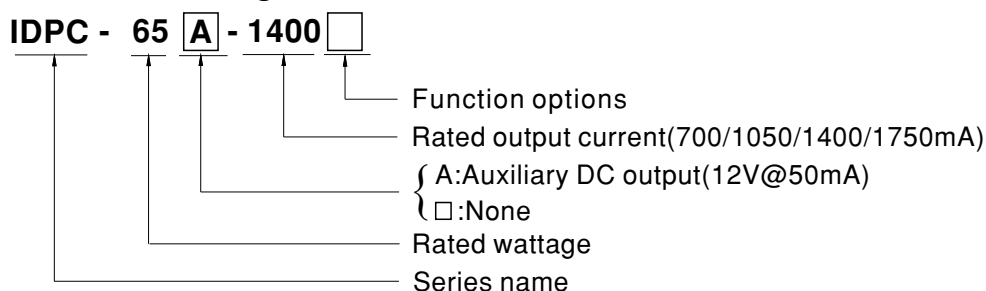 IDPC - 65 A - 1400
Function options
Rated output current(700/1050/1400/1750mA)
A:Auxiliary DC output(12V@50mA)
□:None
Rated wattage
Series name